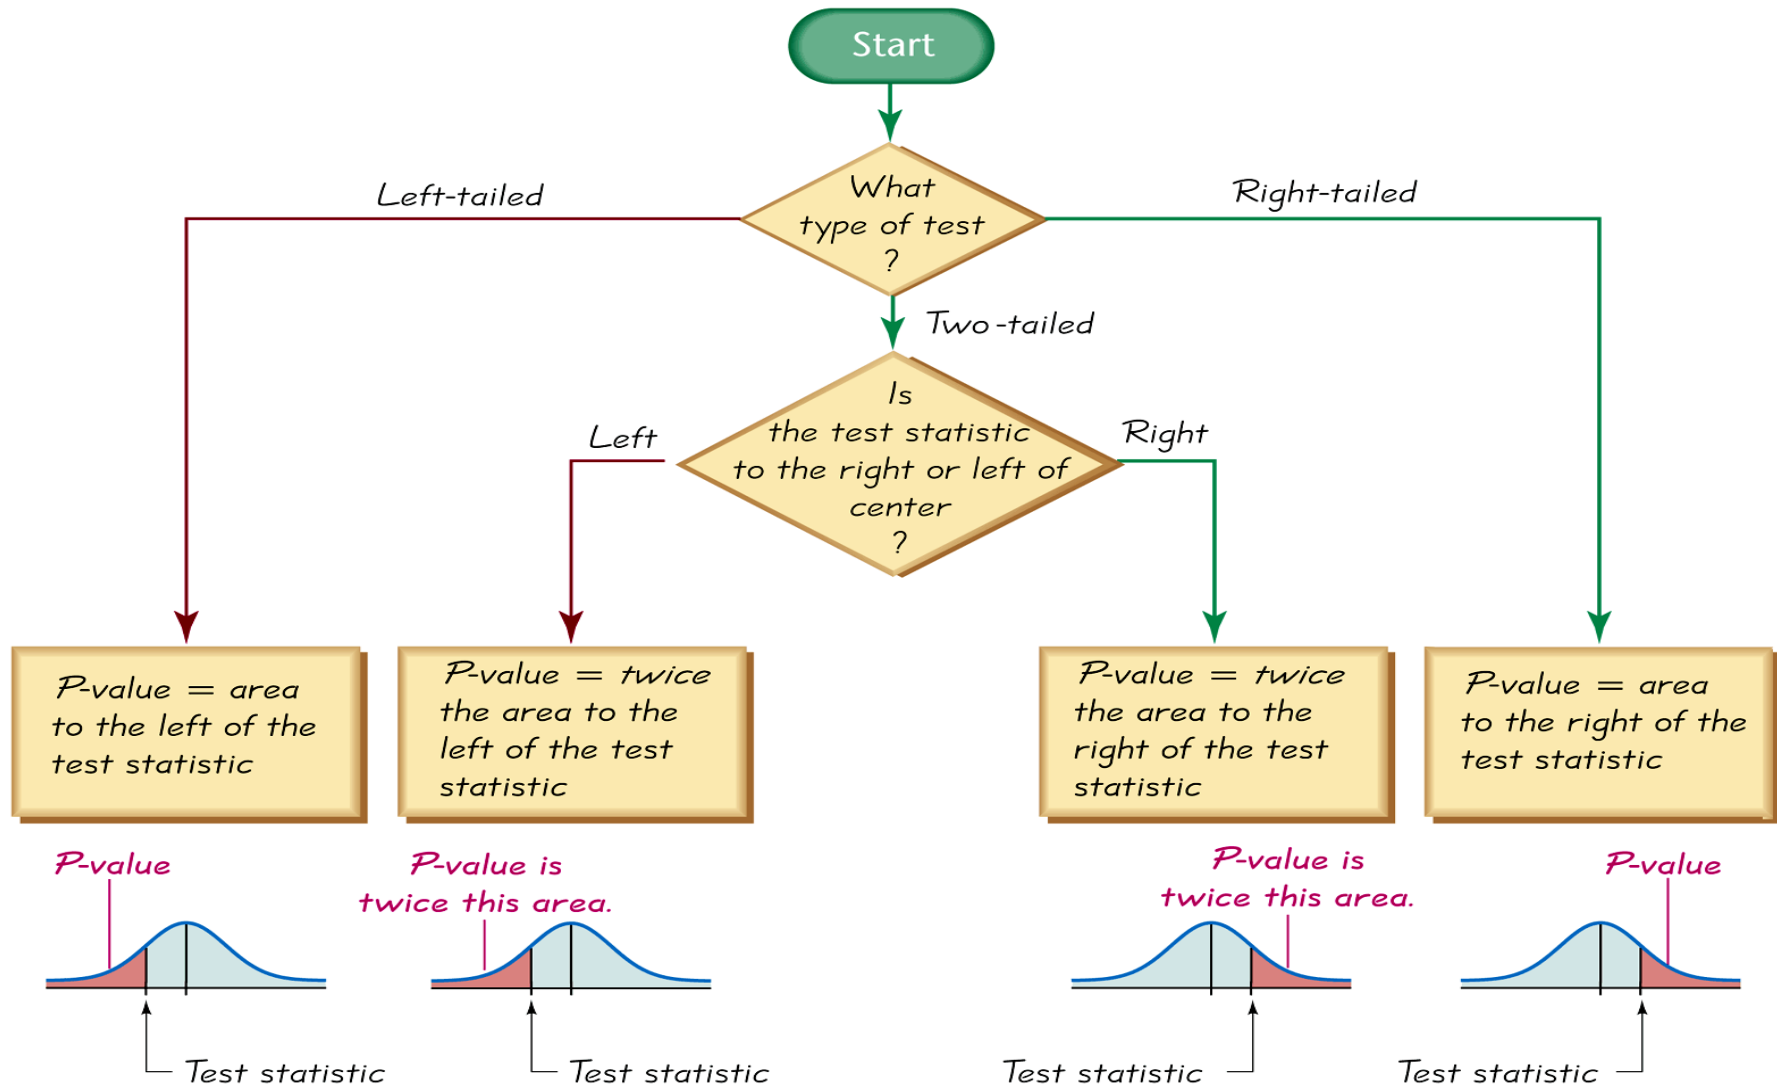 Start
What
type of test
?
Left-tailed
Right-tailed
Two-tailed
Is
the test statistic
to the right or left of
center
?
Left
Right
P-value = area
to the left of the
test statistic
P-value = twice
the area to the
left of the test
statistic
P-value = twice
the area to the
right of the test
statistic
P-value = area
to the right of the
test statistic
P-value
P-value is
twice this area.
P-value is
twice this area.
P-value
Test statistic
Test statistic
Test statistic
Test statistic